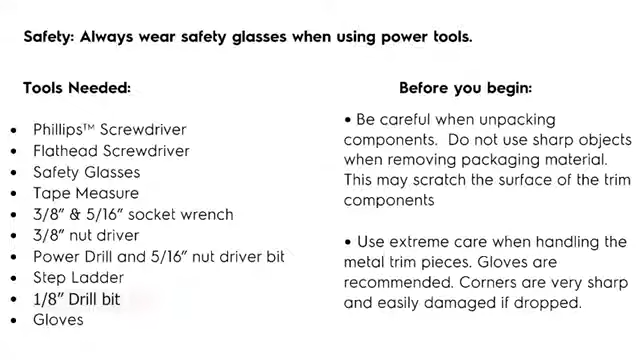 Safety: Always wear safety glasses when using power tools.
Tools Needed:
• Phillips™ Screwdriver
• Flathead Screwdriver
• Safety Glasses
• Tape Measure
• 3/8" & 5/16" socket wrench
• 3/8" nut driver
• Power Drill and 5/16" nut driver bit
• Step Ladder
• 1/8" Drill bit
• Gloves
Before you begin:
• Be careful when unpacking
components. Do not use sharp objects
when removing packaging material.
This may scratch the surface of the trim
components
• Use extreme care when handling the
metal trim pieces. Gloves are
recommended. Corners are very sharp
and easily damaged if dropped.